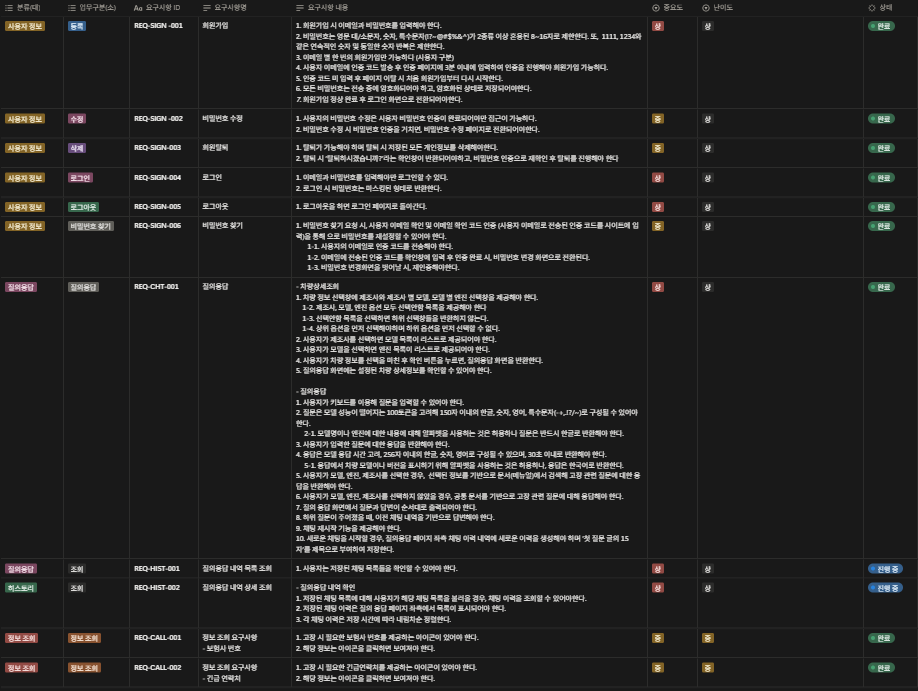 분류(대) 업무구분(소) 요구사항 ID 요구사항명 요구사항 내용 중요도 난이도 상태
사용자 정보 등록 REQ-SIGN -001 회원가입 1. 회원가입 시 이메일과 비밀번호를 입력해야 한다. 상 상 완료
2. 비밀번호는 영문 대/소문자, 숫자, 특수문자(!?~@#$%&^)가 2종류 이상 혼용된 8~16자로 제한한다. 또, 1111, 1234와
같은 연속적인 숫자 및 동일한 숫자 반복은 제한한다.
3. 이메일 별 한 번의 회원가입만 가능하다 (사용자 구분)
4. 사용자 이메일에 인증 코드 발송 후 인증 페이지에 3분 이내에 입력하여 인증을 진행해야 회원가입 가능하다.
5. 인증 코드 미 입력 후 페이지 이탈 시 처음 회원가입부터 다시 시작한다.
6. 모든 비밀번호는 전송 중에 암호화되어야 하고, 암호화된 상태로 저장되어야한다.
7. 회원가입 정상 완료 후 로그인 화면으로 전환되어야한다.
사용자 정보 수정 REQ-SIGN -002 비밀번호 수정 1. 사용자의 비밀번호 수정은 사용자 비밀번호 인증이 완료되어야만 접근이 가능하다. 중 상 완료
2. 비밀번호 수정 시 비밀번호 인증을 거치면, 비밀번호 수정 페이지로 전환되어야한다.
사용자 정보 삭제 REQ-SIGN-003 회원탈퇴 1. 탈퇴가 가능해야 하며 탈퇴 시 저장된 모든 개인정보를 삭제해야한다. 중 상 완료
2. 탈퇴 시 "탈퇴하시겠습니까?"라는 확인창이 반환되어야하고, 비밀번호 인증으로 재확인 후 탈퇴를 진행해야 한다
사용자 정보 로그인 REQ-SIGN-004 로그인 1. 이메일과 비밀번호를 입력해야만 로그인할 수 있다. 상 상 완료
2. 로그인 시 비밀번호는 마스킹된 형태로 반환한다.
사용자 정보 로그아웃 REQ-SIGN-005 로그아웃 1. 로그아웃을 하면 로그인 페이지로 돌아간다. 상 상 완료
사용자 정보 비밀번호 찾기 REQ-SIGN-006 비밀번호 찾기 1. 비밀번호 찾기 요청 시, 사용자 이메일 확인 및 이메일 확인 코드 인증 (사용자 이메일로 전송된 인증 코드를 사이트에 입 중 상 완료
력)을 통해 으로 비밀번호를 재설정할 수 있어야 한다.
1-1. 사용자의 이메일로 인증 코드를 전송해야 한다.
1-2. 이메일에 전송된 인증 코드를 확인창에 입력 후 인증 완료 시, 비밀번호 변경 화면으로 전환된다.
1-3. 비밀번호 변경화면을 벗어날 시, 재인증해야한다.
질의응답 질의응답 REQ-CHT-001 질의응답 - 차량상세조회 상 상 완료
1. 차량 정보 선택창에 제조사와 제조사 별 모델, 모델 별 엔진 선택창을 제공해야 한다.
1-2. 제조사, 모델, 엔진 옵션 모두 선택안함 목록을 제공해야 한다
1-3. 선택안함 목록을 선택하면 하위 선택창들을 반환하지 않는다.
1-4. 상위 옵션을 먼저 선택해야하며 하위 옵션을 먼저 선택할 수 없다.
2. 사용자가 제조사를 선택하면 모델 목록이 리스트로 제공되어야 한다.
3. 사용자가 모델을 선택하면 엔진 목록이 리스트로 제공되어야 한다.
4. 사용자가 차량 정보를 선택을 마친 후 확인 버튼을 누르면, 질의응답 화면을 반환한다.
5. 질의응답 화면에는 설정된 차량 상세정보를 확인할 수 있어야 한다.
- 질의응답
1. 사용자가 키보드를 이용해 질문을 입력할 수 있어야 한다.
2. 질문은 모델 성능이 떨어지는 100토큰을 고려해 150자 이내의 한글, 숫자, 영어, 특수문자(-+,.!?/~)로 구성될 수 있어야
한다.
2-1. 모델명이나 엔진에 대한 내용에 대해 알파벳을 사용하는 것은 허용하나 질문은 반드시 한글로 반환해야 한다.
3. 사용자가 입력한 질문에 대한 응답을 반환해야 한다.
4. 응답은 모델 응답 시간 고려, 256자 이내의 한글, 숫자, 영어로 구성될 수 있으며, 30초 이내로 반환해야 한다.
5-1. 응답에서 차량 모델이나 버전을 표시하기 위해 알파벳을 사용하는 것은 허용하나, 응답은 한국어로 반환한다.
5. 사용자가 모델, 엔진, 제조사를 선택한 경우, 선택된 정보를 기반으로 문서(매뉴얼)에서 검색해 고장 관련 질문에 대한 응
답을 반환해야 한다.
6. 사용자가 모델, 엔진, 제조사를 선택하지 않았을 경우, 공통 문서를 기반으로 고장 관련 질문에 대해 응답해야 한다.
7. 질의 응답 화면에서 질문과 답변이 순서대로 출력되어야 한다.
8. 하위 질문이 주어졌을 때, 이전 채팅 내역을 기반으로 답변해야 한다.
9. 채팅 재시작 기능을 제공해야 한다.
10. 새로운 채팅을 시작할 경우, 질의응답 페이지 좌측 채팅 이력 내역에 새로운 이력을 생성해야 하며 '첫 질문 글의 15
자'를 제목으로 부여하여 저장한다.
질의응답 조회 REQ-HIST-001 질의응답 내역 목록 조회 1. 사용자는 저장된 채팅 목록들을 확인할 수 있어야 한다. 상 상 진행 중
히스토리 조회 REQ-HIST-002 질의응답 내역 상세 조회 - 질의응답 내역 확인 상 상 진행 중
1. 저장된 채팅 목록에 대해 사용자가 해당 채팅 목록을 불러올 경우, 채팅 이력을 조회할 수 있어야한다.
2. 저장된 채팅 이력은 질의 응답 페이지 좌측에서 목록이 표시되어야 한다.
3. 각 채팅 이력은 저장 시간에 따라 내림차순 정렬한다.
정보 조회 정보 조회 REQ-CALL-001 정보 조회 요구사항 1. 고장 시 필요한 보험사 번호를 제공하는 아이콘이 있어야 한다. 중 중 완료
- 보험사 번호 2. 해당 정보는 아이콘을 클릭하면 보여져야 한다.
정보 조회 정보 조회 REQ-CALL-002 정보 조회 요구사항 1. 고장 시 필요한 긴급연락처를 제공하는 아이콘이 있어야 한다. 중 중 완료
- 긴급 연락처 2. 해당 정보는 아이콘을 클릭하면 보여져야 한다.